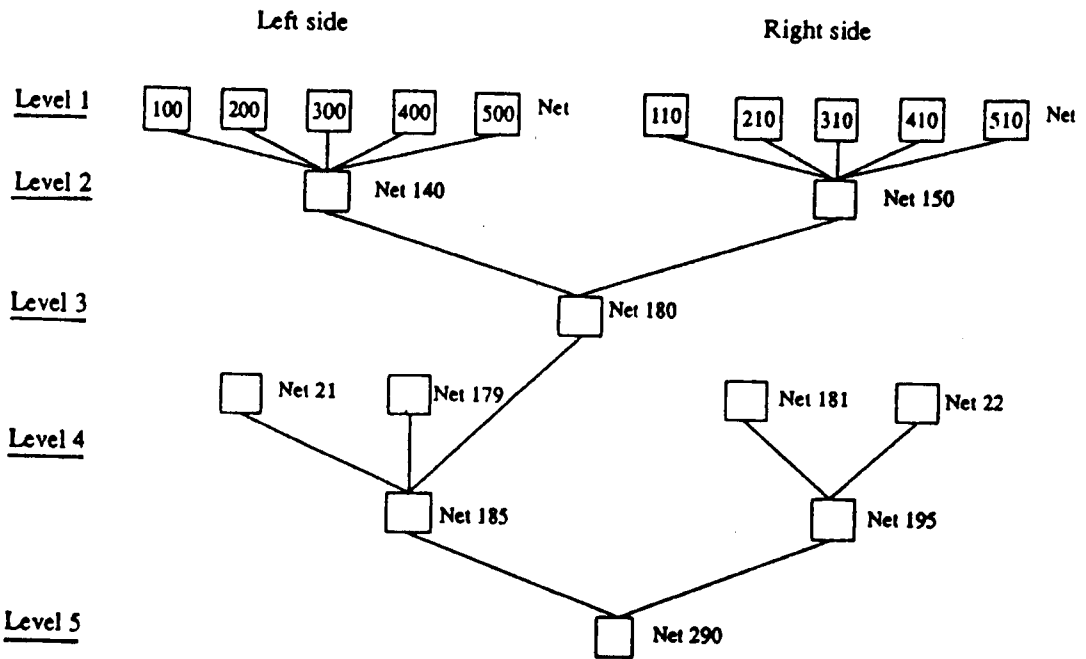 Left side Right side
Level 1 100 200 300 400 500 Net 110 210 310 410 510 Net
Level 2 Net 140 Net 150
Level 3 Net 180
Net 21 Net 179 Net 181 Net 22
Level 4
Net 185 Net 195
Level 5 Net 290